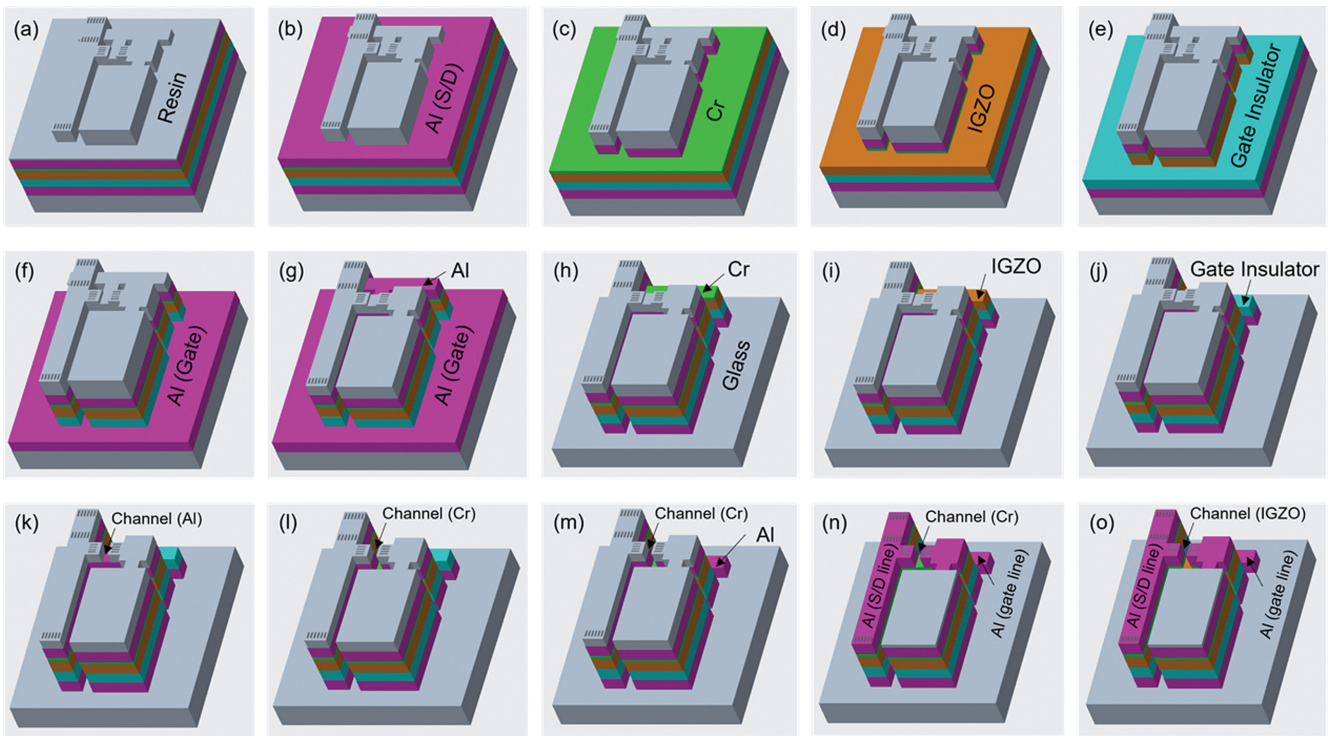 (a)
Resin
(b)
Al (S/D)
(c)
Cr
(d)
IGZO
(e)
Gate Insulator
(f)
Al (Gate)
(g)
Al
Al (Gate)
(h)
Cr
Glass
(i)
IGZO
(j)
Gate Insulator
(k)
Channel (Al)
(l)
Channel (Cr)
(m)
Channel (Cr)
Al
(n)
Channel (Cr)
Al (S/D line)
Al (gate line)
(o)
Channel (IGZO)
Al (S/D line)
Al (gate line)